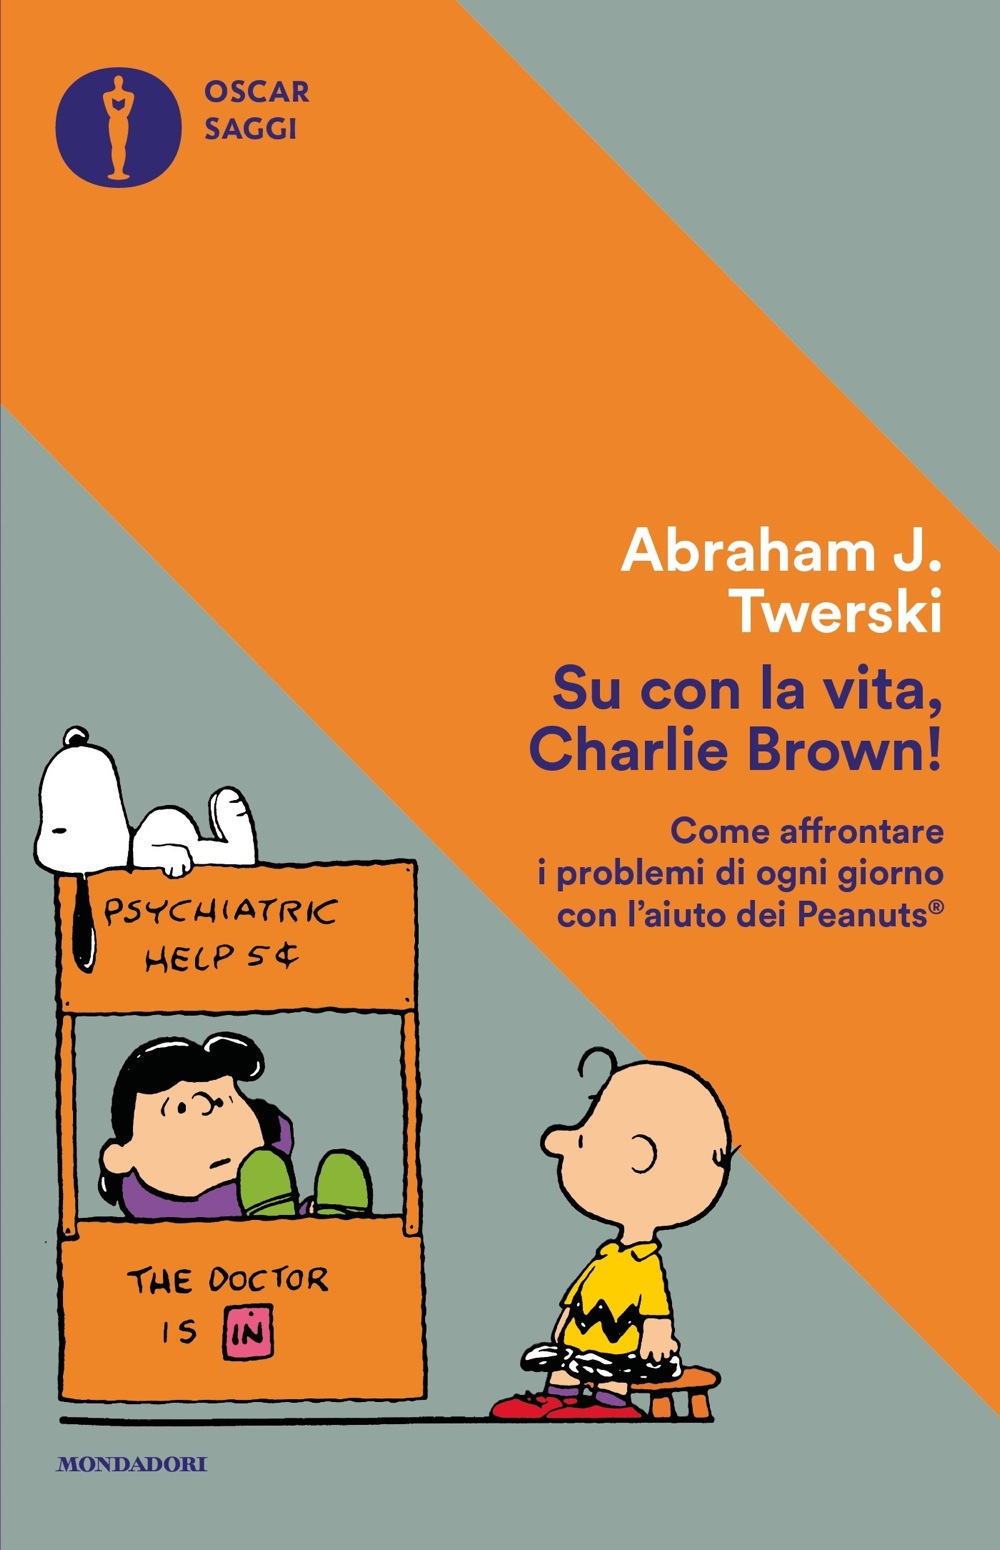 OSCAR
SAGGI
Abraham J.
Twerski
Su con la vita,
Charlie Brown!
Come affrontare
i problemi di ogni giorno
con l'aiuto dei Peanuts®
PSYCHIATRIC
HELP 5¢
THE DOCTOR
IS IN
MONDADORI